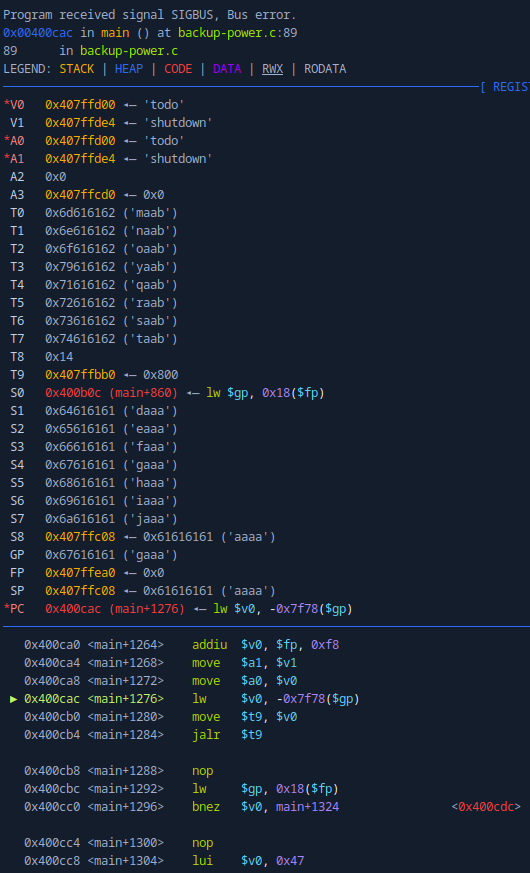 Program received signal SIGBUS, Bus error.
0x00400cac in main () at backup-power.c:89
89 in backup-power.c
LEGEND: STACK | HEAP | CODE | DATA | RWX | RODATA
[ REGIST
*V0 0x407ffd00 ◂— 'todo'
V1 0x407ffde4 ◂— 'shutdown'
*A0 0x407ffd00 ◂— 'todo'
*A1 0x407ffde4 ◂— 'shutdown'
A2 0x0
A3 0x407ffcd0 ◂— 0x0
T0 0x6d616162 ('maab')
T1 0x6e616162 ('naab')
T2 0x6f616162 ('oaab')
T3 0x79616162 ('yaab')
T4 0x71616162 ('qaab')
T5 0x72616162 ('raab')
T6 0x73616162 ('saab')
T7 0x74616162 ('taab')
T8 0x14
T9 0x407ffbb0 ◂— 0x800
S0 0x400b0c (main+860) ◂— lw $gp, 0x18($fp)
S1 0x64616161 ('daaa')
S2 0x65616161 ('eaaa')
S3 0x66616161 ('faaa')
S4 0x67616161 ('gaaa')
S5 0x68616161 ('haaa')
S6 0x69616161 ('iaaa')
S7 0x6a616161 ('jaaa')
S8 0x407ffc08 ◂— 0x61616161 ('aaaa')
GP 0x67616161 ('gaaa')
FP 0x407ffea0 ◂— 0x0
SP 0x407ffc08 ◂— 0x61616161 ('aaaa')
*PC 0x400cac (main+1276) ◂— lw $v0, -0x7f78($gp)
0x400ca0 <main+1264> addiu $v0, $fp, 0xf8
0x400ca4 <main+1268> move $a1, $v1
0x400ca8 <main+1272> move $a0, $v0
► 0x400cac <main+1276> lw $v0, -0x7f78($gp)
0x400cb0 <main+1280> move $t9, $v0
0x400cb4 <main+1284> jalr $t9
0x400cb8 <main+1288> nop
0x400cbc <main+1292> lw $gp, 0x18($fp)
0x400cc0 <main+1296> bnez $v0, main+1324 <0x400cdc>
0x400cc4 <main+1300> nop
0x400cc8 <main+1304> lui $v0, 0x47